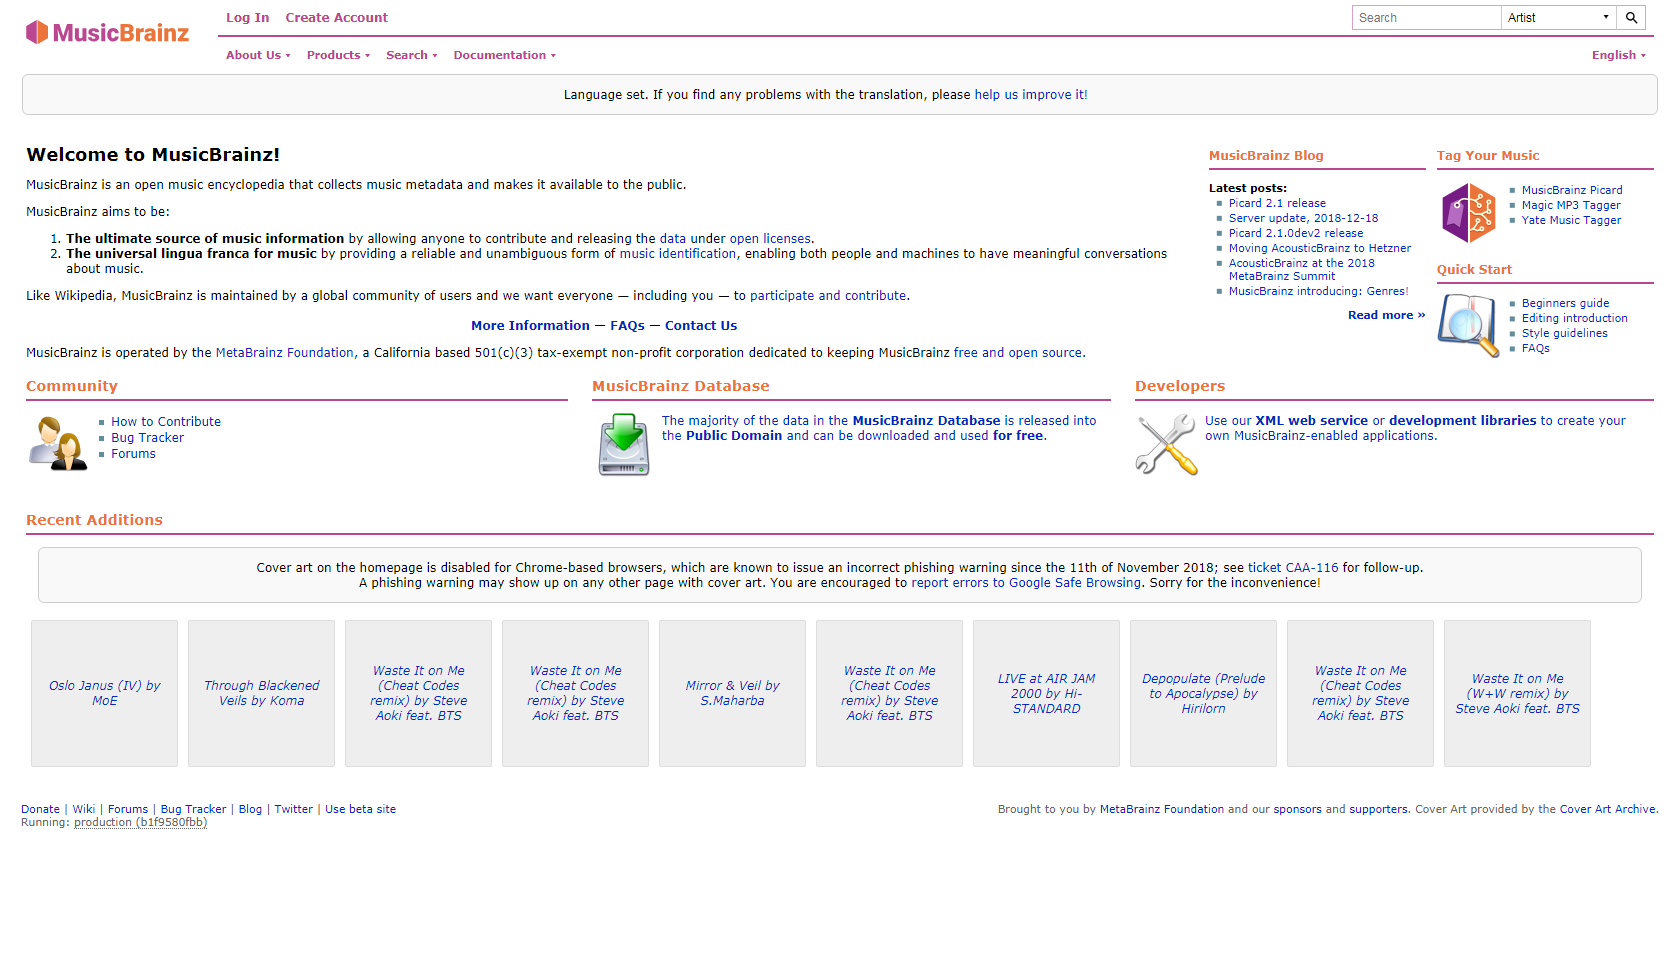 MusicBrainz
Log In Create Account
Search Artist
About Us Products Search Documentation
English
Language set. If you find any problems with the translation, please help us improve it!
Welcome to MusicBrainz!
MusicBrainz is an open music encyclopedia that collects music metadata and makes it available to the public.
MusicBrainz aims to be:
1. The ultimate source of music information by allowing anyone to contribute and releasing the data under open licenses.
2. The universal lingua franca for music by providing a reliable and unambiguous form of music identification, enabling both people and machines to have meaningful conversations
about music.
Like Wikipedia, MusicBrainz is maintained by a global community of users and we want everyone — including you — to participate and contribute.
More Information — FAQs — Contact Us
MusicBrainz is operated by the MetaBrainz Foundation, a California based 501(c)(3) tax-exempt non-profit corporation dedicated to keeping MusicBrainz free and open source.
MusicBrainz Blog
Latest posts:
Picard 2.1 release
Server update, 2018-12-18
Picard 2.1.0dev2 release
Moving AcousticBrainz to Hetzner
AcousticBrainz at the 2018
MetaBrainz Summit
MusicBrainz introducing: Genres!
Read more »
Tag Your Music
MusicBrainz Picard
Magic MP3 Tagger
Yate Music Tagger
Quick Start
Beginners guide
Editing introduction
Style guidelines
FAQs
Community
How to Contribute
Bug Tracker
Forums
MusicBrainz Database
The majority of the data in the MusicBrainz Database is released into
the Public Domain and can be downloaded and used for free.
Developers
Use our XML web service or development libraries to create your
own MusicBrainz-enabled applications.
Recent Additions
Cover art on the homepage is disabled for Chrome-based browsers, which are known to issue an incorrect phishing warning since the 11th of November 2018; see ticket CAA-116 for follow-up.
A phishing warning may show up on any other page with cover art. You are encouraged to report errors to Google Safe Browsing. Sorry for the inconvenience!
Oslo Janus (IV) by
MoE
Through Blackened
Veils by Koma
Waste It on Me
(Cheat Codes
remix) by Steve
Aoki feat. BTS
Waste It on Me
(Cheat Codes
remix) by Steve
Aoki feat. BTS
Mirror & Veil by
S.Maharba
Waste It on Me
(Cheat Codes
remix) by Steve
Aoki feat. BTS
LIVE at AIR JAM
2000 by Hi-
STANDARD
Depopulate (Prelude
to Apocalypse) by
Hirilorn
Waste It on Me
(Cheat Codes
remix) by Steve
Aoki feat. BTS
Waste It on Me
(W+W remix) by
Steve Aoki feat. BTS
Donate | Wiki | Forums | Bug Tracker | Blog | Twitter | Use beta site
Running: production (b1f9580fbb)
Brought to you by MetaBrainz Foundation and our sponsors and supporters. Cover Art provided by the Cover Art Archive.